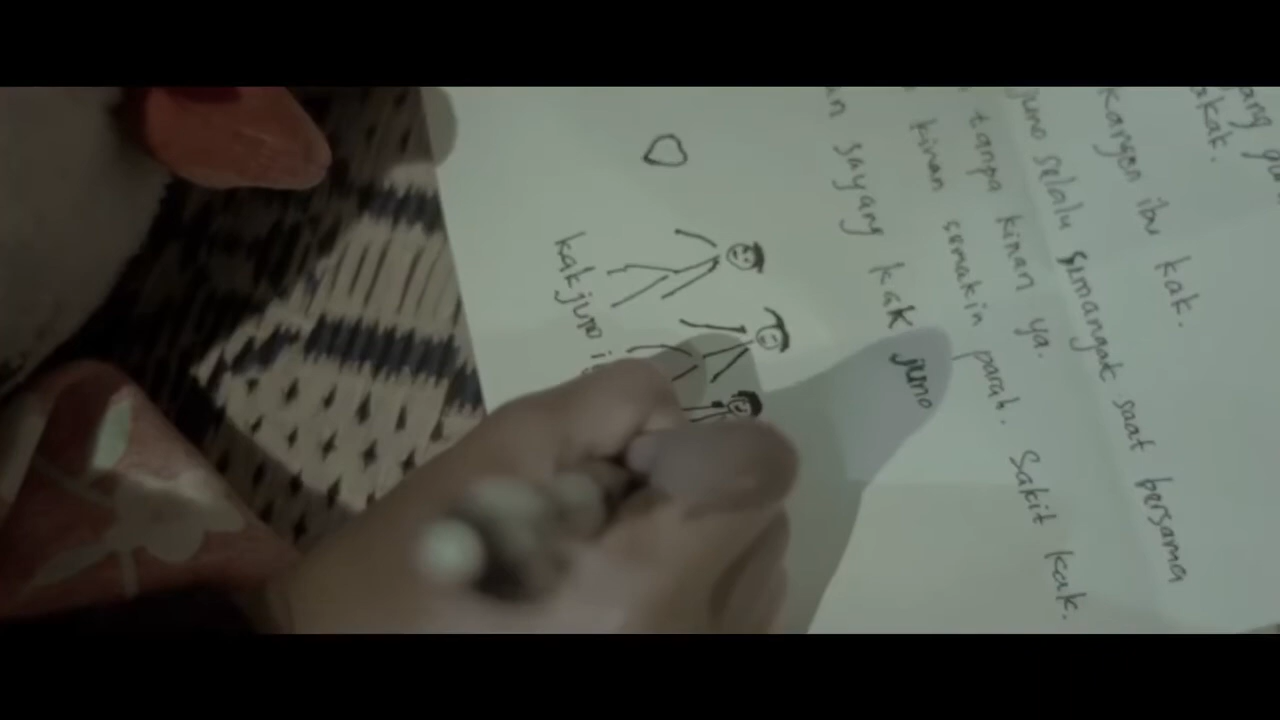 kangen ibu kak.
juno selalu semangat saat bersama
tanpa kinan ya.
kinan semakin parah. Sakit kak.
sayang kak juno
kak juno